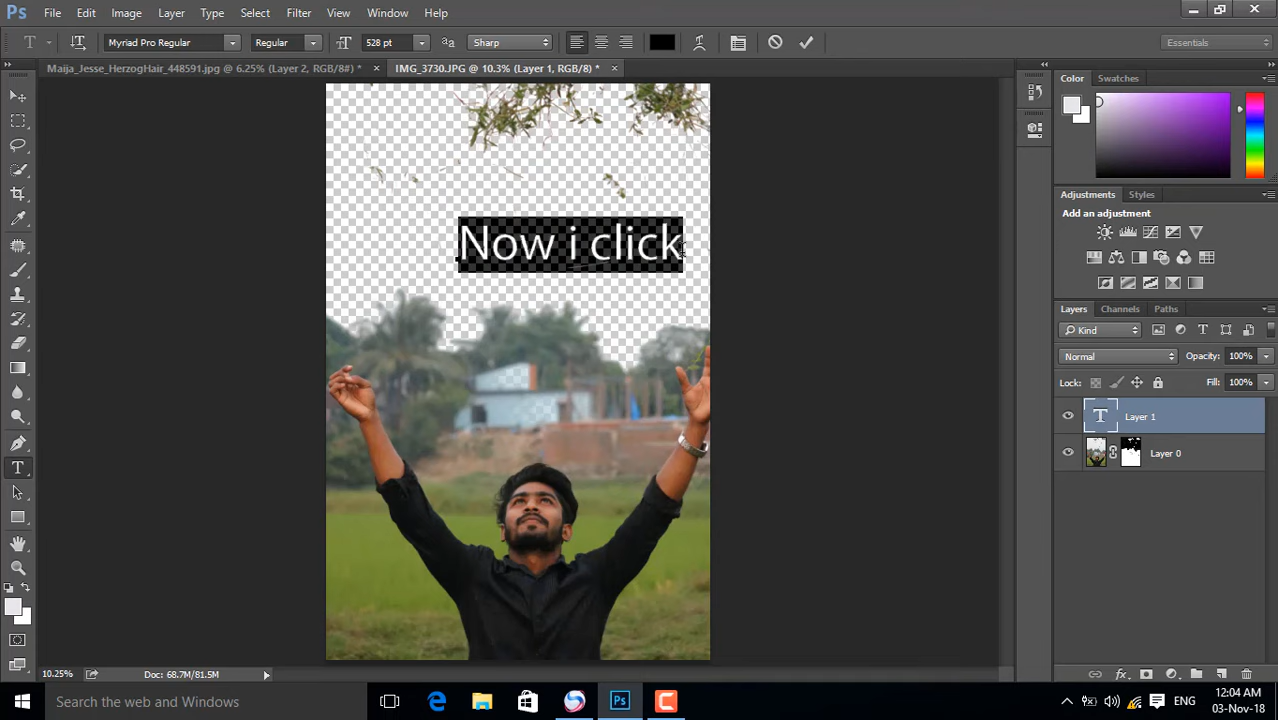 Ps File Edit Image Layer Type Select Filter View Window Help
T Myriad Pro Regular Regular 528 pt aa Sharp Essentials
Maija_Jesse_HerzogHair_448591.jpg @ 6.25% (Layer 2, RGB/8#) * × IMG_3730.JPG @ 10.3% (Layer 1, RGB/8) * ×
Color Swatches
Adjustments Styles
Add an adjustment
Now i click
Layers Channels Paths
Kind
Normal Opacity: 100%
Lock: Fill: 100%
T Layer 1
Layer 0
fx
10.25% Doc: 68.7M/81.5M
Search the web and Windows
Ps
ENG
12:04 AM
03-Nov-18